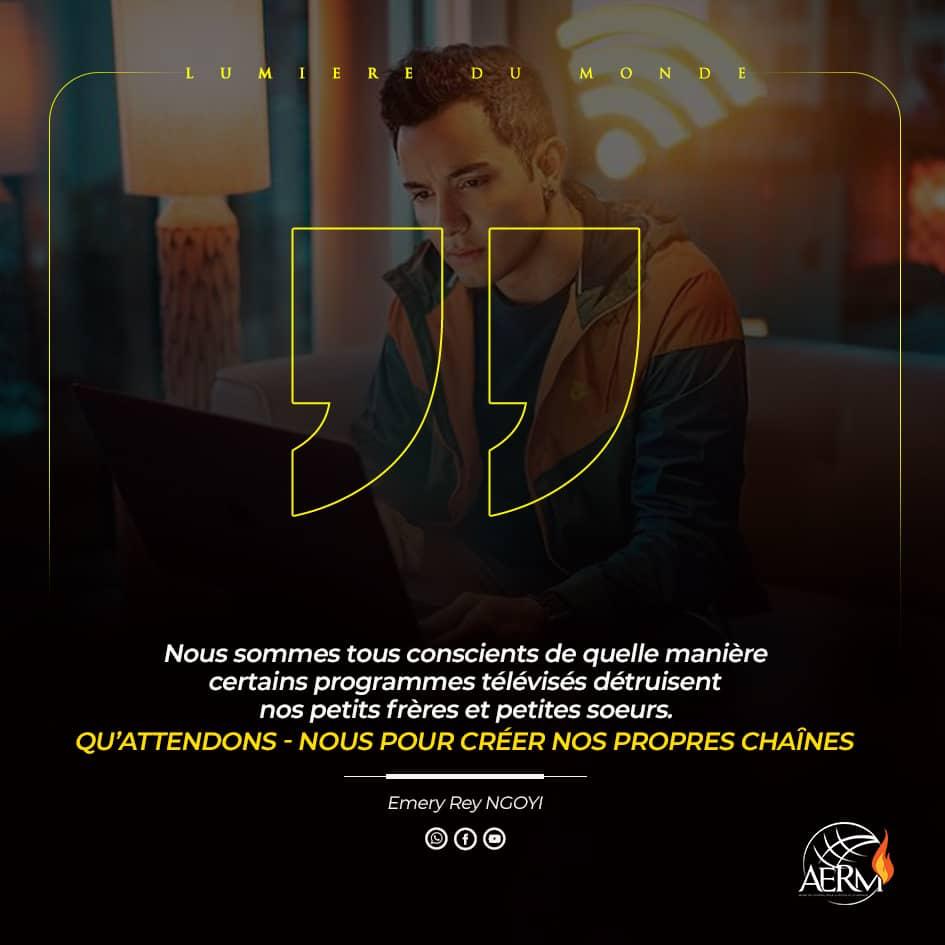 LUMIERE DU MONDE
Nous sommes tous conscients de quelle manière
certains programmes télévisés détruisent
nos petits frères et petites soeurs.
QU'ATTENDONS - NOUS POUR CRÉER NOS PROPRES CHAÎNES
Emery Rey NGOYI
AERM